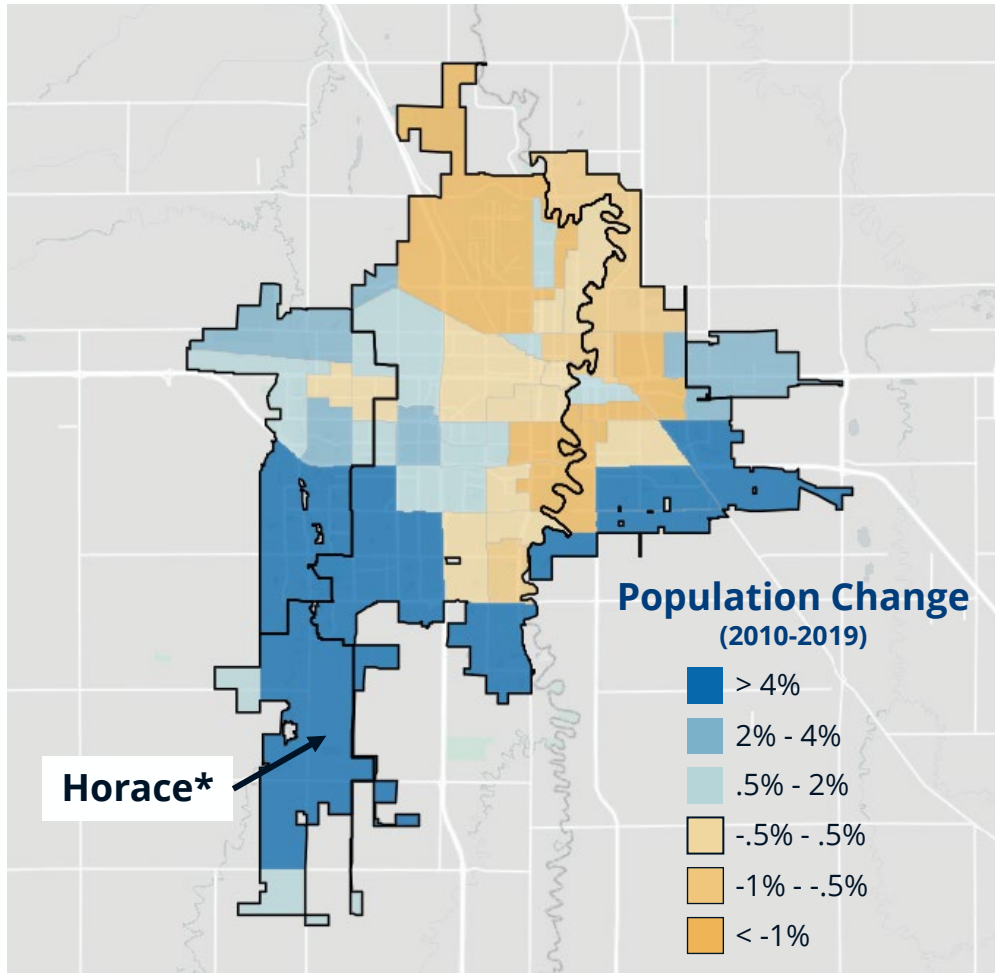 Population Change
(2010-2019)
> 4%
2% - 4%
.5% - 2%
-.5% - .5%
-1% - -.5%
< -1%
Horace*